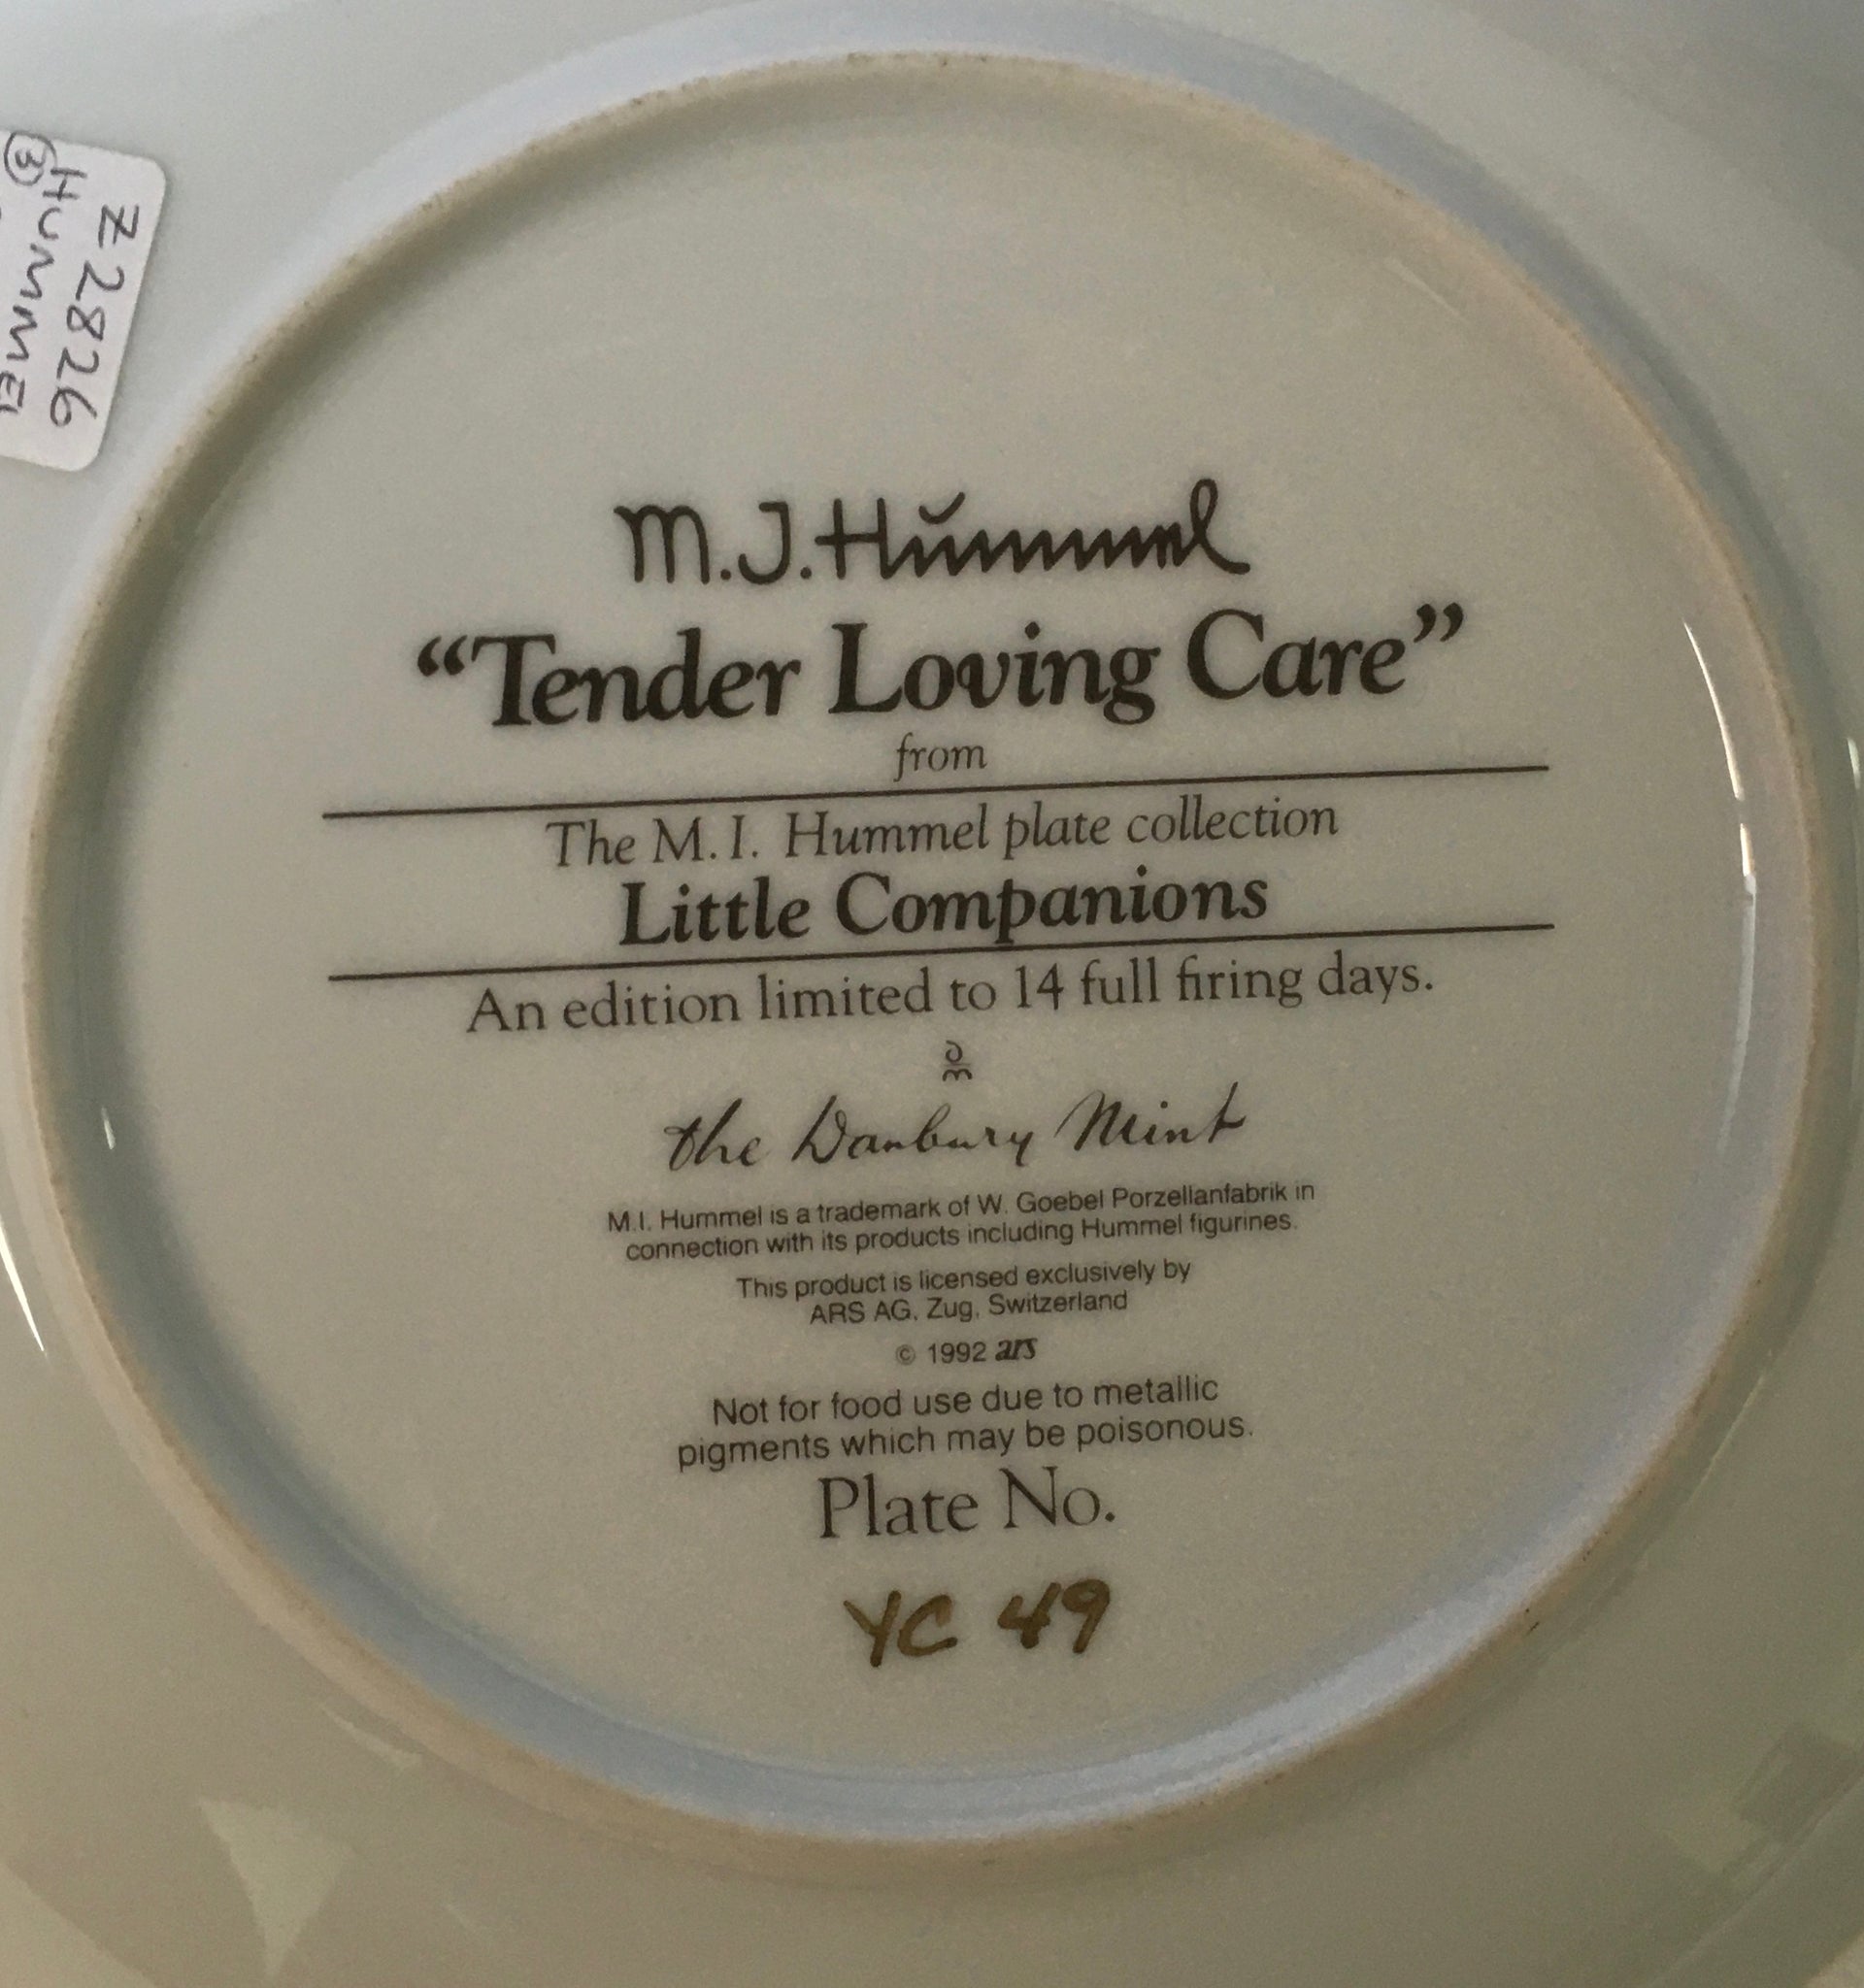 Z2826
③ HUMMEL
M.J.Hummel
“Tender Loving Care”
from
The M.I. Hummel plate collection
Little Companions
An edition limited to 14 full firing days.
dm
the Danbury Mint
M.I. Hummel is a trademark of W. Goebel Porzellanfabrik in
connection with its products including Hummel figurines.
This product is licensed exclusively by
ARS AG, Zug, Switzerland
© 1992 ars
Not for food use due to metallic
pigments which may be poisonous.
Plate No.
YC 49